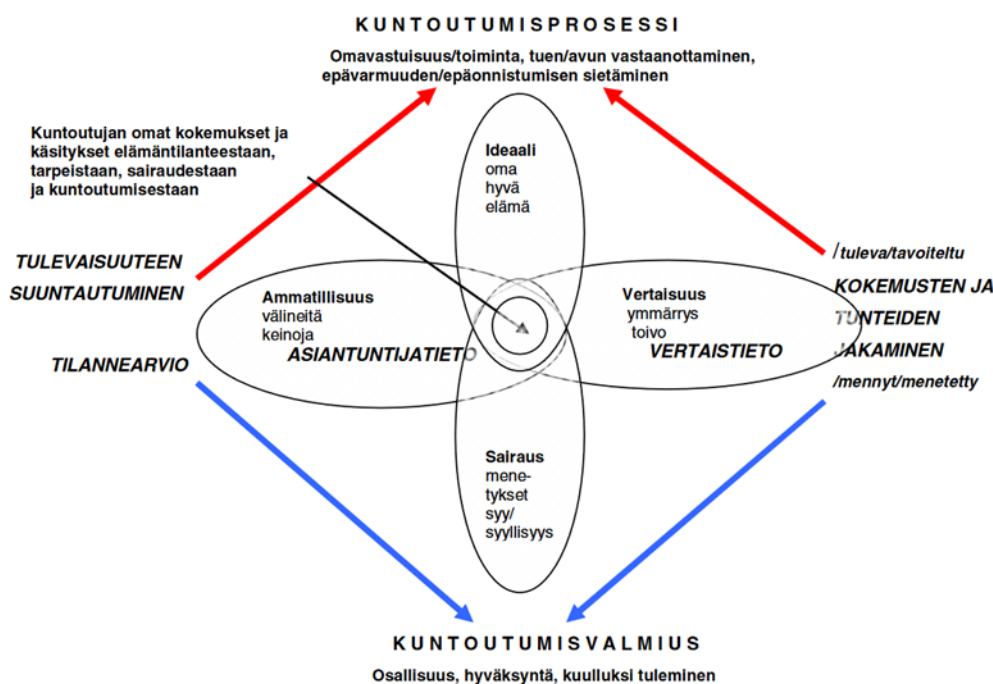 KUNTOUTUMISPROSESSI
Omavastuisuus/toiminta, tuen/avun vastaanottaminen,
epävarmuuden/epäonnistumisen sietäminen
Kuntoutujan omat kokemukset ja
käsitykset elämäntilanteestaan,
tarpeistaan, sairaudestaan
ja kuntoutumisestaan
Ideaali
oma
hyvä
elämä
TULEVAISUUTEEN
SUUNTAUTUMINEN
TILANNEARVIO
Ammatillisuus
välineitä
keinoja
ASIANTUNTIJATIETO
Vertaisuus
ymmärrys
toivo
VERTAISTIETO
/tuleva/tavoiteltu
KOKEMUSTEN JA
TUNTEIDEN
JAKAMINEN
/mennyt/menetetty
Sairaus
mene-
tykset
syy/
syyllisyys
KUNTOUTUMISVALMIUS
Osallisuus, hyväksyntä, kuulluksi tuleminen